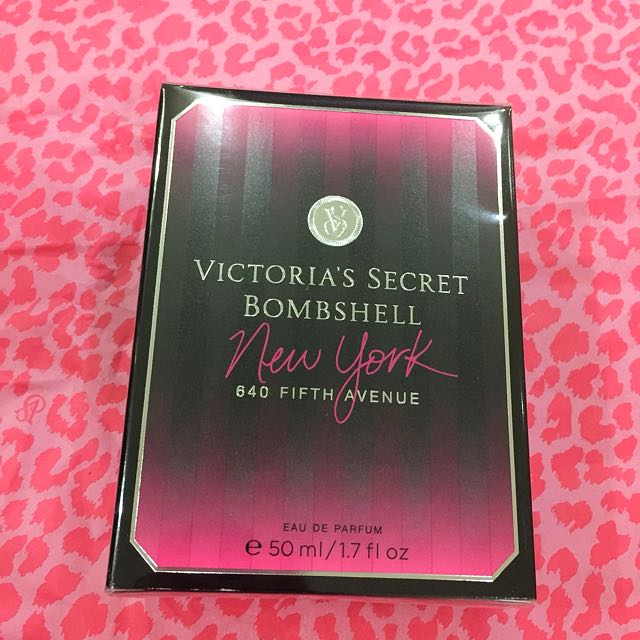 VICTORIA'S SECRET
BOMBSHELL
New York
640 FIFTH AVENUE
EAU DE PARFUM
e 50 ml/1.7 fl oz